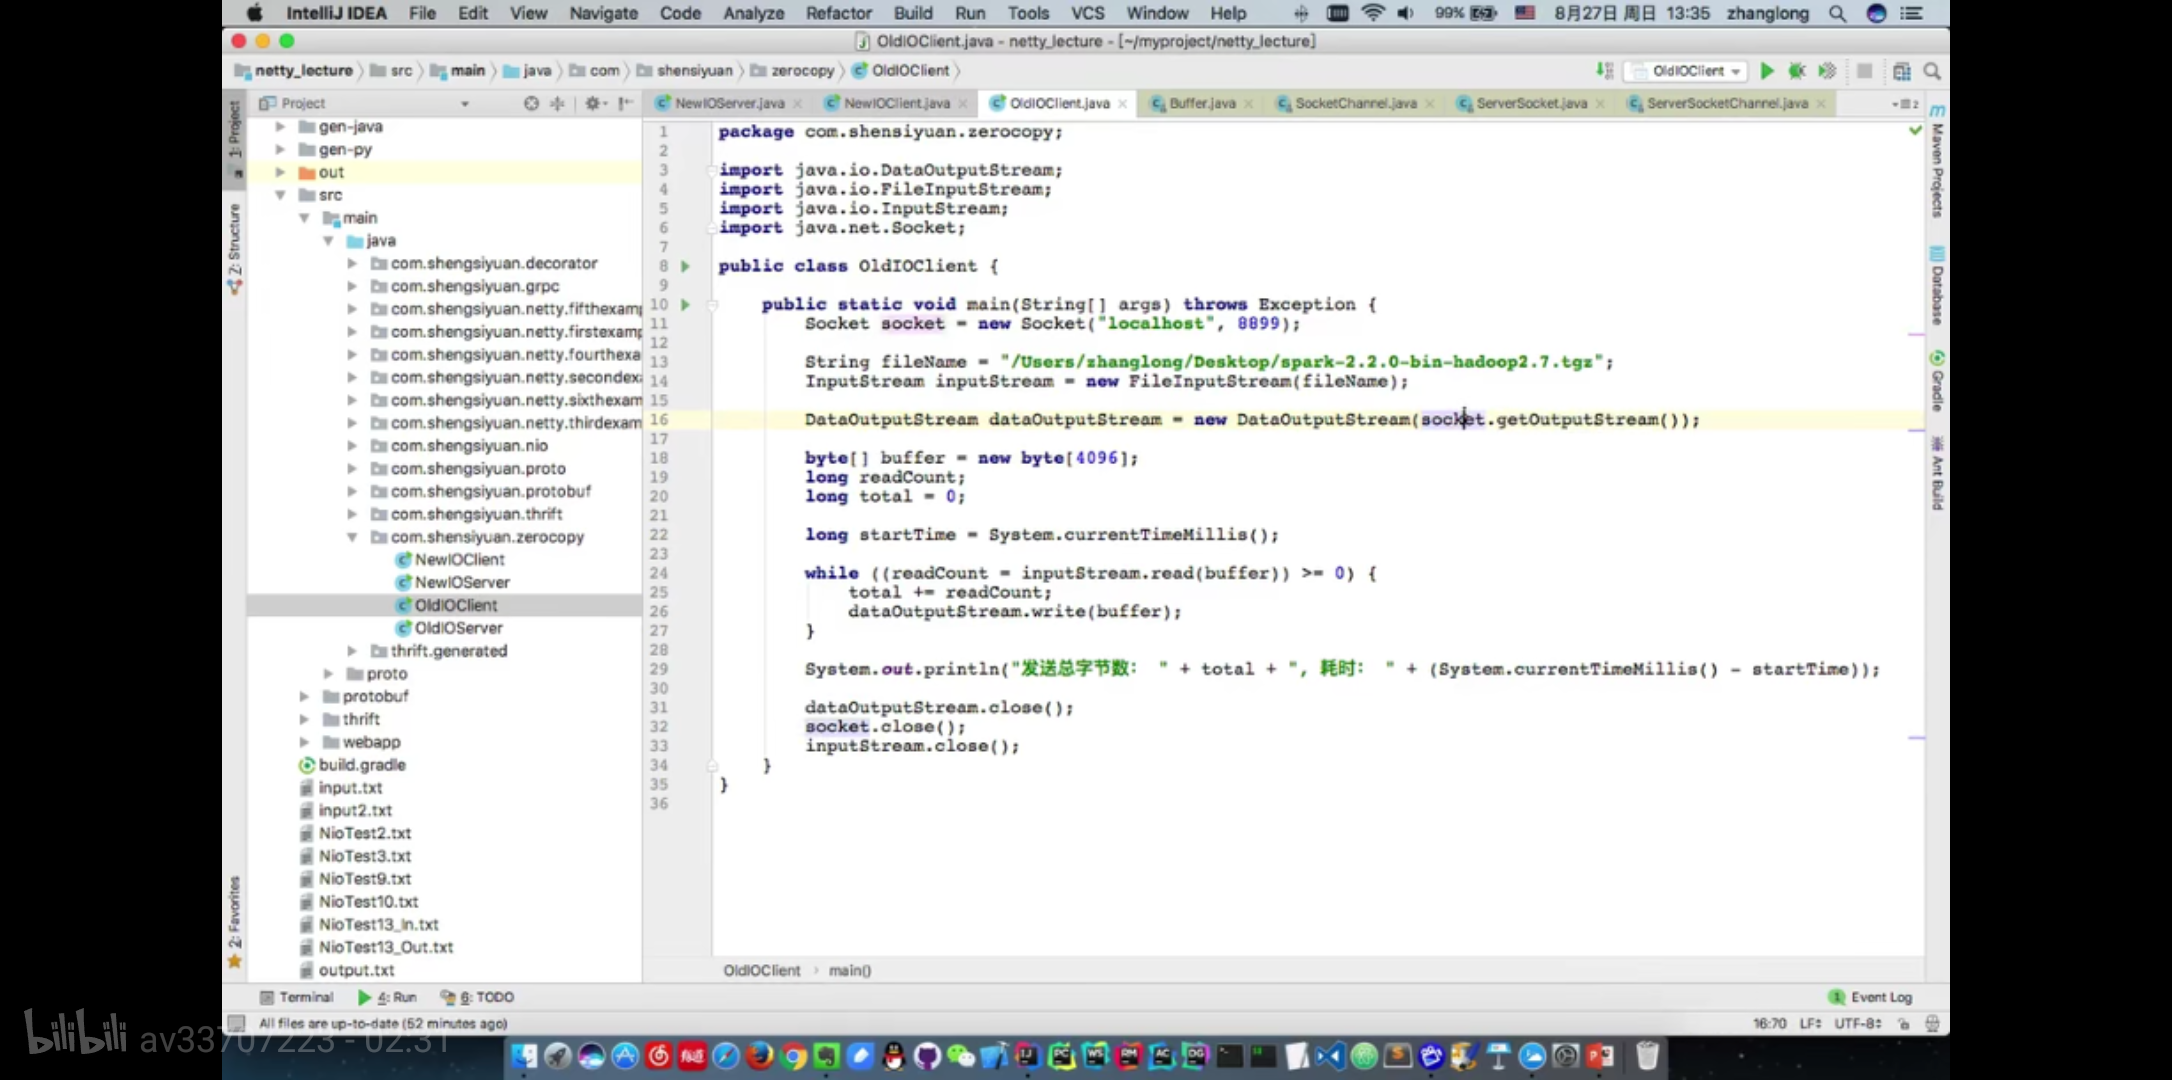 IntelliJ IDEA File Edit View Navigate Code Analyze Refactor Build Run Tools VCS Window Help 99% 8月27日 周日 13:35 zhanglong
OldIOClient.java - netty_lecture - [~/myproject/netty_lecture]
netty_lecture src main java com shensiyuan zerocopy OldIOClient
OldIOClient
Project
NewIOServer.java NewIOClient.java OldIOClient.java Buffer.java SocketChannel.java ServerSocket.java ServerSocketChannel.java
1: Project
Z: Structure
2: Favorites
gen-java
gen-py
out
src
main
java
com.shengsiyuan.decorator
com.shengsiyuan.grpc
com.shengsiyuan.netty.fifthexamp
com.shengsiyuan.netty.firstexamp
com.shengsiyuan.netty.fourthexa
com.shengsiyuan.netty.secondex
com.shengsiyuan.netty.sixthexam
com.shengsiyuan.netty.thirdexam
com.shengsiyuan.nio
com.shengsiyuan.proto
com.shengsiyuan.protobuf
com.shengsiyuan.thrift
com.shensiyuan.zerocopy
NewIOClient
NewIOServer
OldIOClient
OldIOServer
thrift.generated
proto
protobuf
thrift
webapp
build.gradle
input.txt
input2.txt
NioTest2.txt
NioTest3.txt
NioTest9.txt
NioTest10.txt
NioTest13_In.txt
NioTest13_Out.txt
output.txt
1 package com.shensiyuan.zerocopy;
2
3 import java.io.DataOutputStream;
4 import java.io.FileInputStream;
5 import java.io.InputStream;
6 import java.net.Socket;
7
8 public class OldIOClient {
9
10 public static void main(String[] args) throws Exception {
11 Socket socket = new Socket("localhost", 8899);
12
13 String fileName = "/Users/zhanglong/Desktop/spark-2.2.0-bin-hadoop2.7.tgz";
14 InputStream inputStream = new FileInputStream(fileName);
15
16 DataOutputStream dataOutputStream = new DataOutputStream(socket.getOutputStream());
17
18 byte[] buffer = new byte[4096];
19 long readCount;
20 long total = 0;
21
22 long startTime = System.currentTimeMillis();
23
24 while ((readCount = inputStream.read(buffer)) >= 0) {
25 total += readCount;
26 dataOutputStream.write(buffer);
27 }
28
29 System.out.println("发送总字节数： " + total + ", 耗时： " + (System.currentTimeMillis() - startTime));
30
31 dataOutputStream.close();
32 socket.close();
33 inputStream.close();
34 }
35 }
36
Maven Projects
Database
Gradle
Ant Build
OldIOClient main()
Terminal 4: Run 6: TODO 1 Event Log
All files are up-to-date (52 minutes ago) 16:70 LF UTF-8
bilibili av33707223 - 02:31